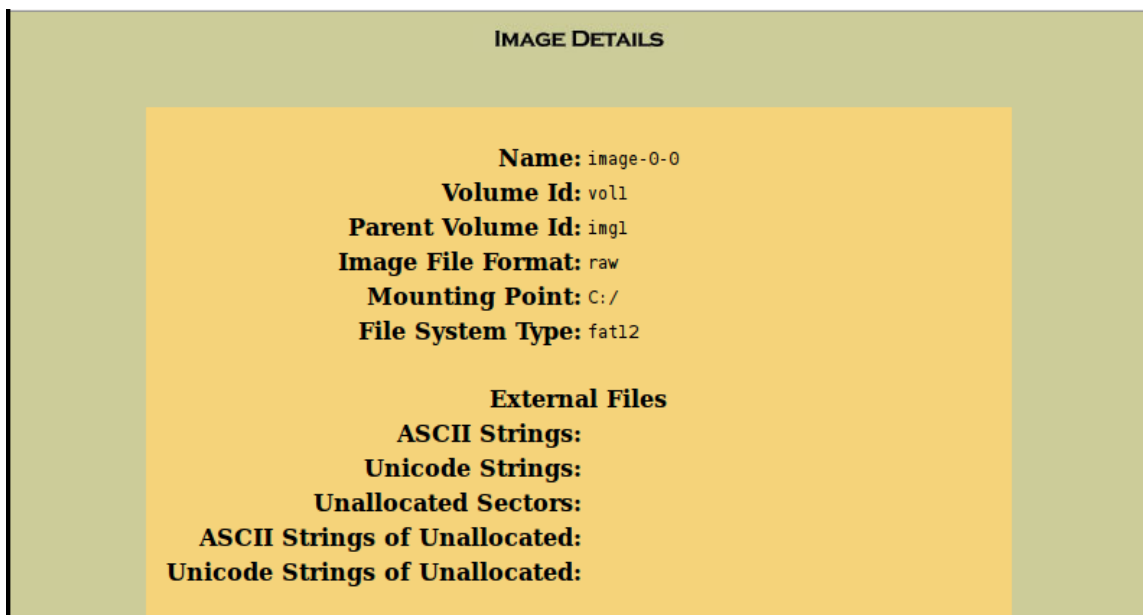 IMAGE DETAILS
Name: image-0-0
Volume Id: vol1
Parent Volume Id: img1
Image File Format: raw
Mounting Point: C:/
File System Type: fat12
External Files
ASCII Strings:
Unicode Strings:
Unallocated Sectors:
ASCII Strings of Unallocated:
Unicode Strings of Unallocated: